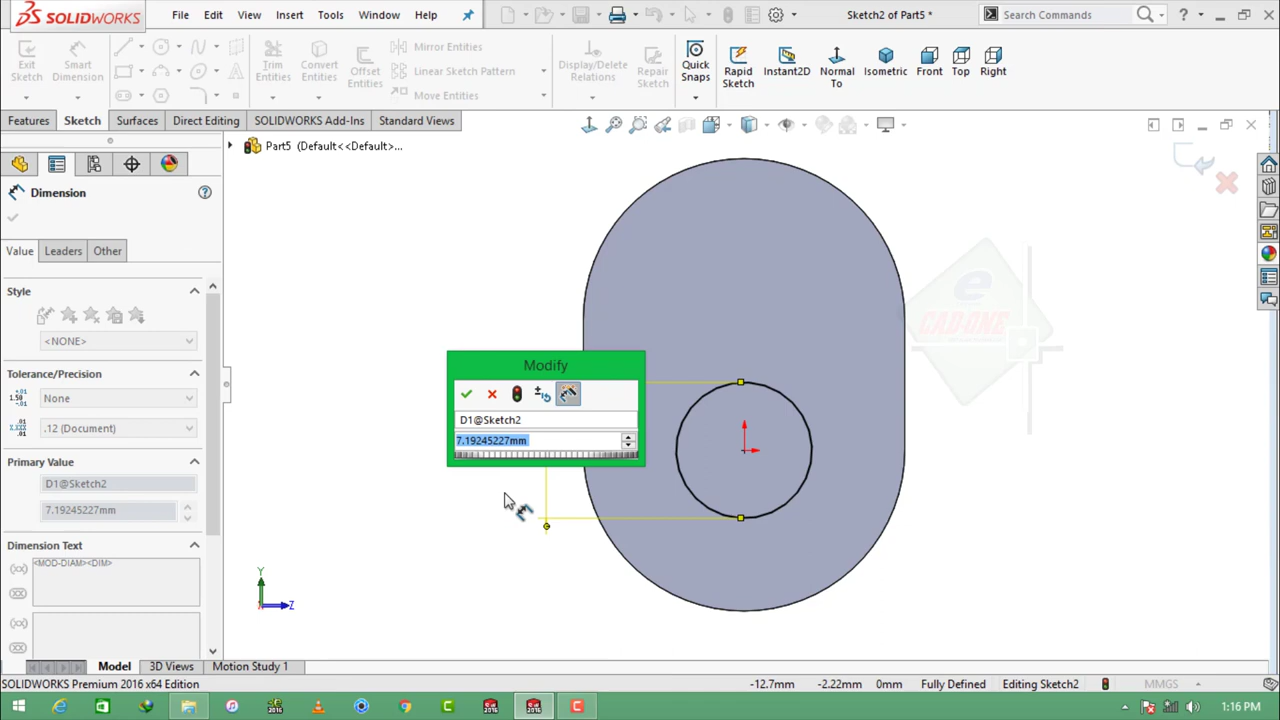 SOLIDWORKS File Edit View Insert Tools Window Help Sketch2 of Part5 * Search Commands ?
Exit Sketch
Smart Dimension
Trim Entities
Convert Entities
Offset Entities
Mirror Entities
Linear Sketch Pattern
Move Entities
Display/Delete Relations
Repair Sketch
Quick Snaps
Rapid Sketch
Instant2D
Normal To
Isometric
Front
Top
Right
Features Sketch Surfaces Direct Editing SOLIDWORKS Add-Ins Standard Views
Part5 (Default<<Default>...
Dimension
Value Leaders Other
Style
<NONE>
Tolerance/Precision
None
.12 (Document)
Primary Value
D1@Sketch2
7.19245227mm
Dimension Text
<MOD-DIAM><DIM>
Modify
D1@Sketch2
7.19245227mm
e
CAD-ONE
Y
Z
Model 3D Views Motion Study 1
SOLIDWORKS Premium 2016 x64 Edition -12.7mm -2.22mm 0mm Fully Defined Editing Sketch2 MMGS
1:16 PM